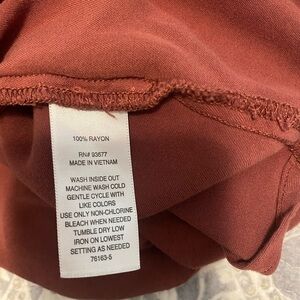 100% RAYON
RN# 93677
MADE IN VIETNAM
WASH INSIDE OUT
MACHINE WASH COLD
GENTLE CYCLE WITH
LIKE COLORS
USE ONLY NON-CHLORINE
BLEACH WHEN NEEDED
TUMBLE DRY LOW
IRON ON LOWEST
SETTING AS NEEDED
76163-5